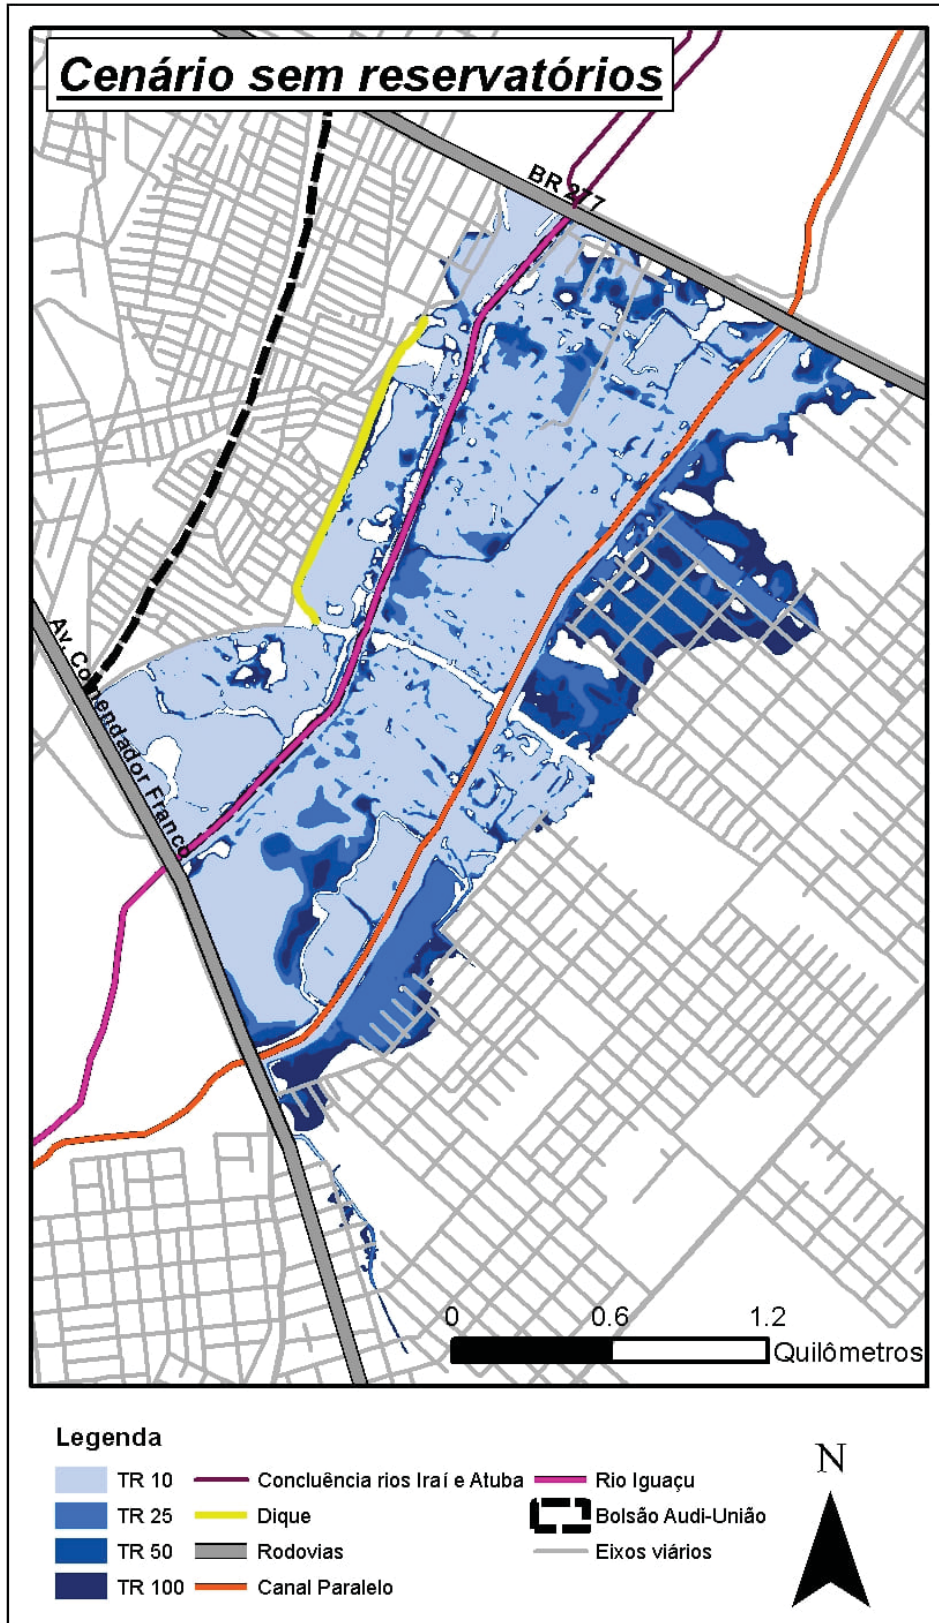 Cenário sem reservatórios
BR 277
Av. Comendador Franco
0 0.6 1.2
Quilômetros
Legenda
TR 10 Concluência rios Iraí e Atuba Rio Iguaçu
TR 25 Dique Bolsão Audi-União
TR 50 Rodovias Eixos viários
TR 100 Canal Paralelo
N